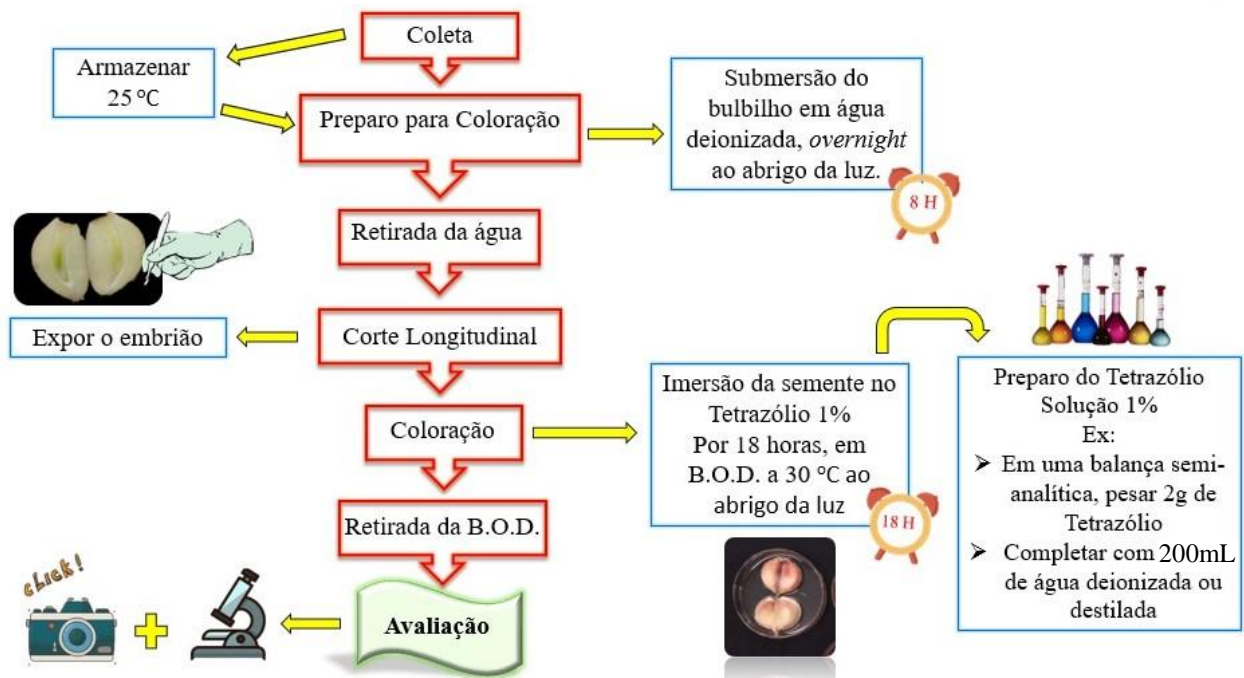 Coleta
Armazenar
25 °C
Preparo para Coloração
Submersão do
bulbilho em água
deionizada, overnight
ao abrigo da luz.
8 H
Retirada da água
Expor o embrião
Corte Longitudinal
Coloração
Imersão da semente no
Tetrazólio 1%
Por 18 horas, em
B.O.D. a 30 °C ao
abrigo da luz
18 H
Preparo do Tetrazólio
Solução 1%
Ex:
➢ Em uma balança semi-
analítica, pesar 2g de
Tetrazólio
➢ Completar com 200mL
de água deionizada ou
destilada
Retirada da B.O.D.
CLICK!
Avaliação